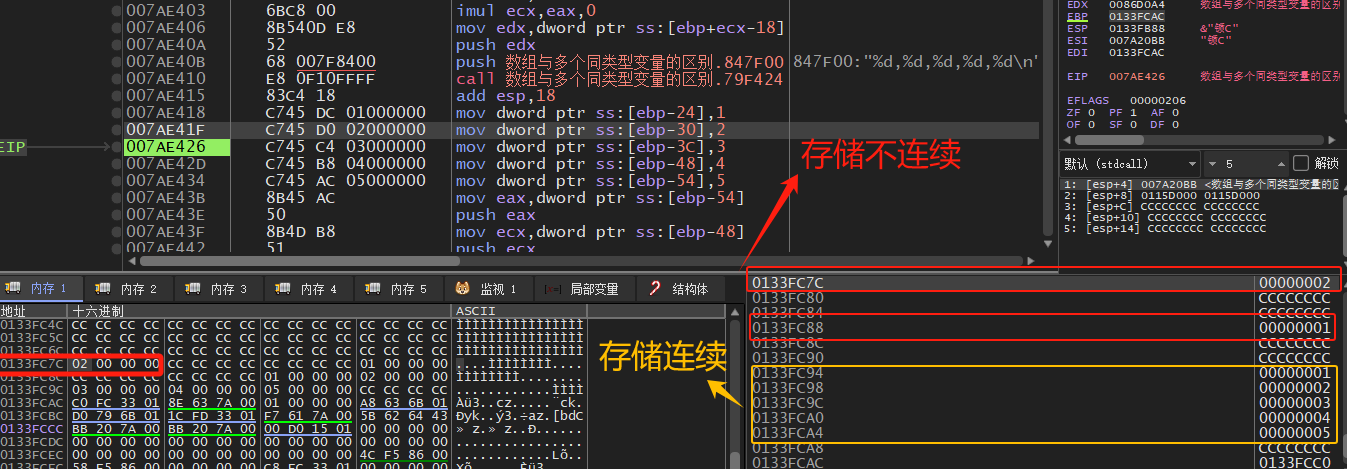 007AE403 6BC8 00 imul ecx,eax,0
007AE406 8B540D E8 mov edx,dword ptr ss:[ebp+ecx-18]
007AE40A 52 push edx
007AE40B 68 007F8400 push 数组与多个同类型变量的区别.847F00 847F00:"%d,%d,%d,%d,%d\n"
007AE410 E8 0F10FFFF call 数组与多个同类型变量的区别.79F424
007AE415 83C4 18 add esp,18
007AE418 C745 DC 01000000 mov dword ptr ss:[ebp-24],1
007AE41F C745 D0 02000000 mov dword ptr ss:[ebp-30],2
EIP 007AE426 C745 C4 03000000 mov dword ptr ss:[ebp-3C],3
007AE42D C745 B8 04000000 mov dword ptr ss:[ebp-48],4
007AE434 C745 AC 05000000 mov dword ptr ss:[ebp-54],5
007AE43B 8B45 AC mov eax,dword ptr ss:[ebp-54]
007AE43E 50 push eax
007AE43F 8B4D B8 mov ecx,dword ptr ss:[ebp-48]
007AE442 51 push ecx
存储不连续
EDX 0086D0A4 数组与多个同类型变量的区别
EBP 0133FCAC
ESP 0133FB88 &"锧C"
ESI 007A20BB "锧C"
EDI 0133FCAC
EIP 007AE426 数组与多个同类型变量的区别
EFLAGS 00000206
ZF 0 PF 1 AF 0
OF 0 SF 0 DF 0
默认 (stdcall) 5 解锁
1: [esp+4] 007A20BB <数组与多个同类型变量的区
2: [esp+8] 0115D000 0115D000
3: [esp+C] CCCCCCCC CCCCCCCC
4: [esp+10] CCCCCCCC CCCCCCCC
5: [esp+14] CCCCCCCC CCCCCCCC
内存 1 内存 2 内存 3 内存 4 内存 5 监视 1 局部变量 结构体
地址 十六进制 ASCII
0133FC4C CC CC CC CC CC CC CC CC CC CC CC CC CC CC CC CC ÌÌÌÌÌÌÌÌÌÌÌÌÌÌÌÌ
0133FC5C CC CC CC CC CC CC CC CC CC CC CC CC CC CC CC CC ÌÌÌÌÌÌÌÌÌÌÌÌÌÌÌÌ
0133FC6C CC CC CC CC CC CC CC CC CC CC CC CC CC CC CC CC ÌÌÌÌÌÌÌÌÌÌÌÌÌÌÌÌ
0133FC7C 02 00 00 00 CC CC CC CC CC CC CC CC 01 00 00 00 ....ÌÌÌÌÌÌÌÌ....
0133FC8C CC CC CC CC CC CC CC CC 01 00 00 00 02 00 00 00 ÌÌÌÌÌÌÌÌ........
0133FC9C 03 00 00 00 04 00 00 00 05 00 00 00 CC CC CC CC ............ÌÌÌÌ
0133FCAC C0 FC 33 01 8E 63 7A 00 00 00 00 00 A8 63 6B 01
0133FCBC D0 79 6B 01 1C FD 33 01 F7 61 7A 00 5B 62 64 43
0133FCCC BB 20 7A 00 BB 20 7A 00 00 D0 15 01 00 00 00 00
0133FCDC 00 00 00 00 00 00 00 00 00 00 00 00 00 00 00 00
0133FCEC 00 00 00 00 00 00 00 00 00 00 00 00 4C F5 86 00
存储连续
0133FC7C 00000002
0133FC80 CCCCCCCC
0133FC84 CCCCCCCC
0133FC88 00000001
0133FC8C CCCCCCCC
0133FC90 CCCCCCCC
0133FC94 00000001
0133FC98 00000002
0133FC9C 00000003
0133FCA0 00000004
0133FCA4 00000005
0133FCA8 CCCCCCCC
0133FCAC 0133FCC0